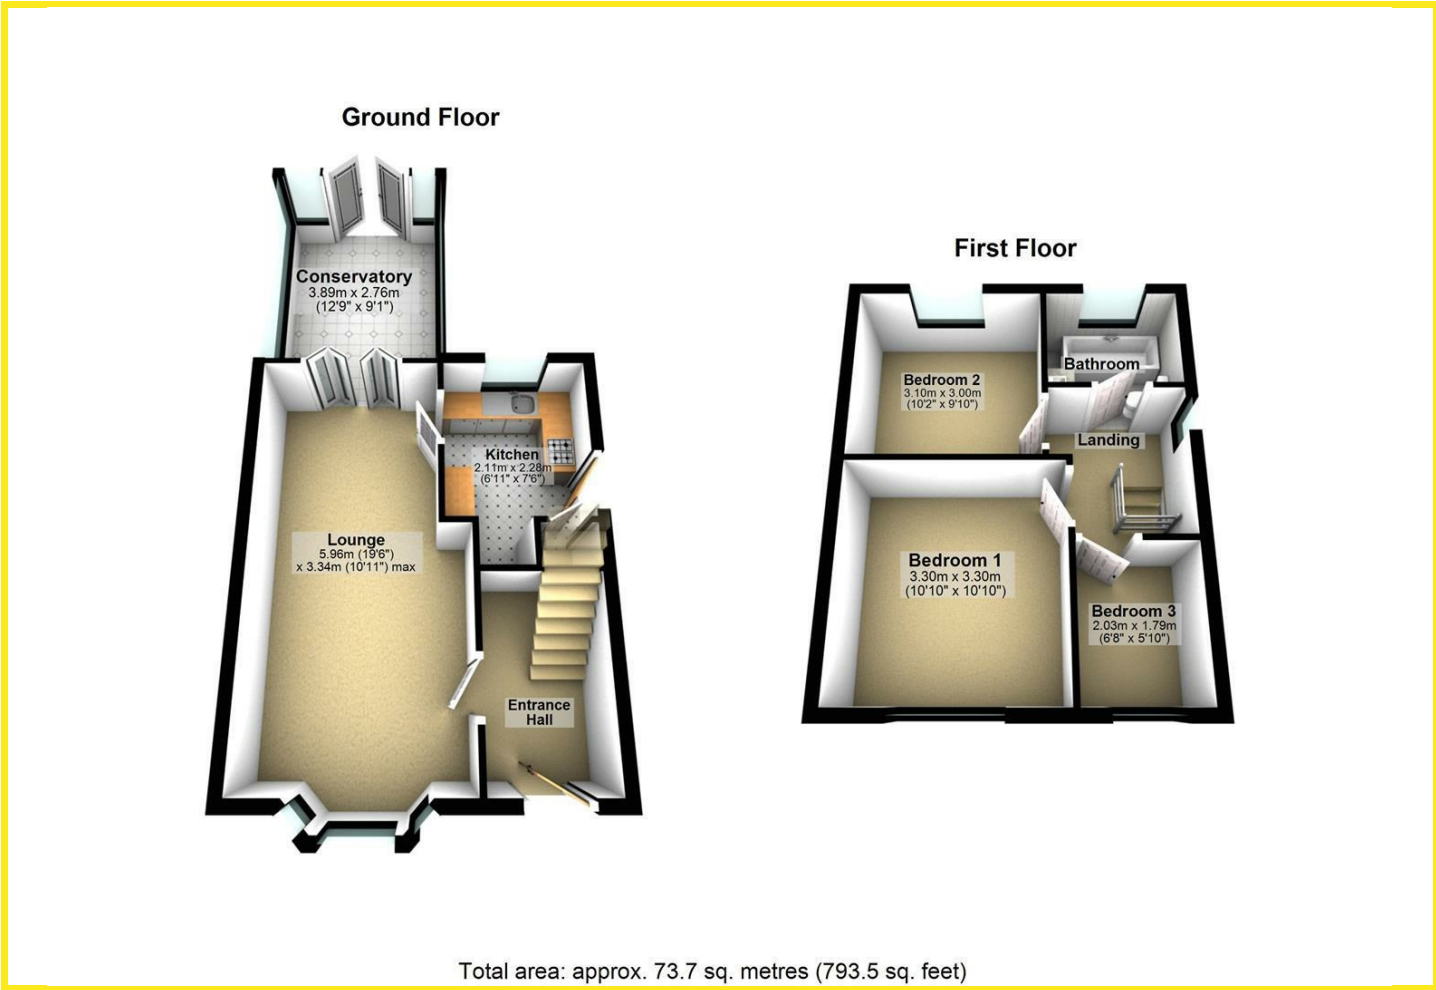 Ground Floor
Conservatory
3.89m x 2.76m
(12'9" x 9'1")
Kitchen
2.11m x 2.28m
(6'11" x 7'6")
Lounge
5.96m (19'6")
x 3.34m (10'11") max
Entrance
Hall
First Floor
Bathroom
Bedroom 2
3.10m x 3.00m
(10'2" x 9'10")
Landing
Bedroom 1
3.30m x 3.30m
(10'10" x 10'10")
Bedroom 3
2.03m x 1.79m
(6'8" x 5'10")
Total area: approx. 73.7 sq. metres (793.5 sq. feet)